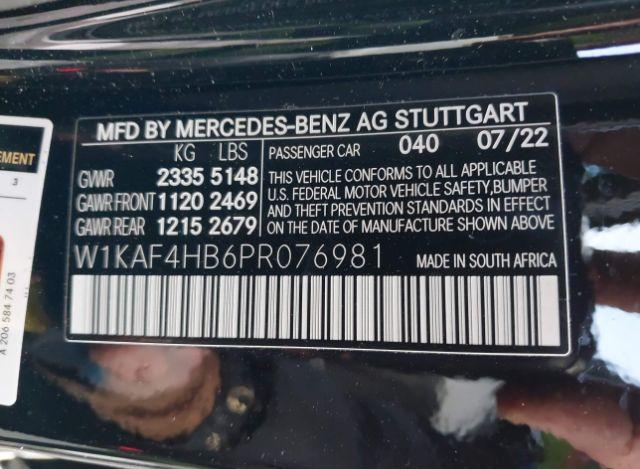 MFD BY MERCEDES-BENZ AG STUTTGART
KG LBS
PASSENGER CAR 040 07/22
GVWR 2335 5148
GAWR FRONT 1120 2469
GAWR REAR 1215 2679
THIS VEHICLE CONFORMS TO ALL APPLICABLE
U.S. FEDERAL MOTOR VEHICLE SAFETY, BUMPER
AND THEFT PREVENTION STANDARDS IN EFFECT
ON THE DATE OF MANUFACTURE SHOWN ABOVE
W1KAF4HB6PR076981
MADE IN SOUTH AFRICA
3
A 206 584 74 03